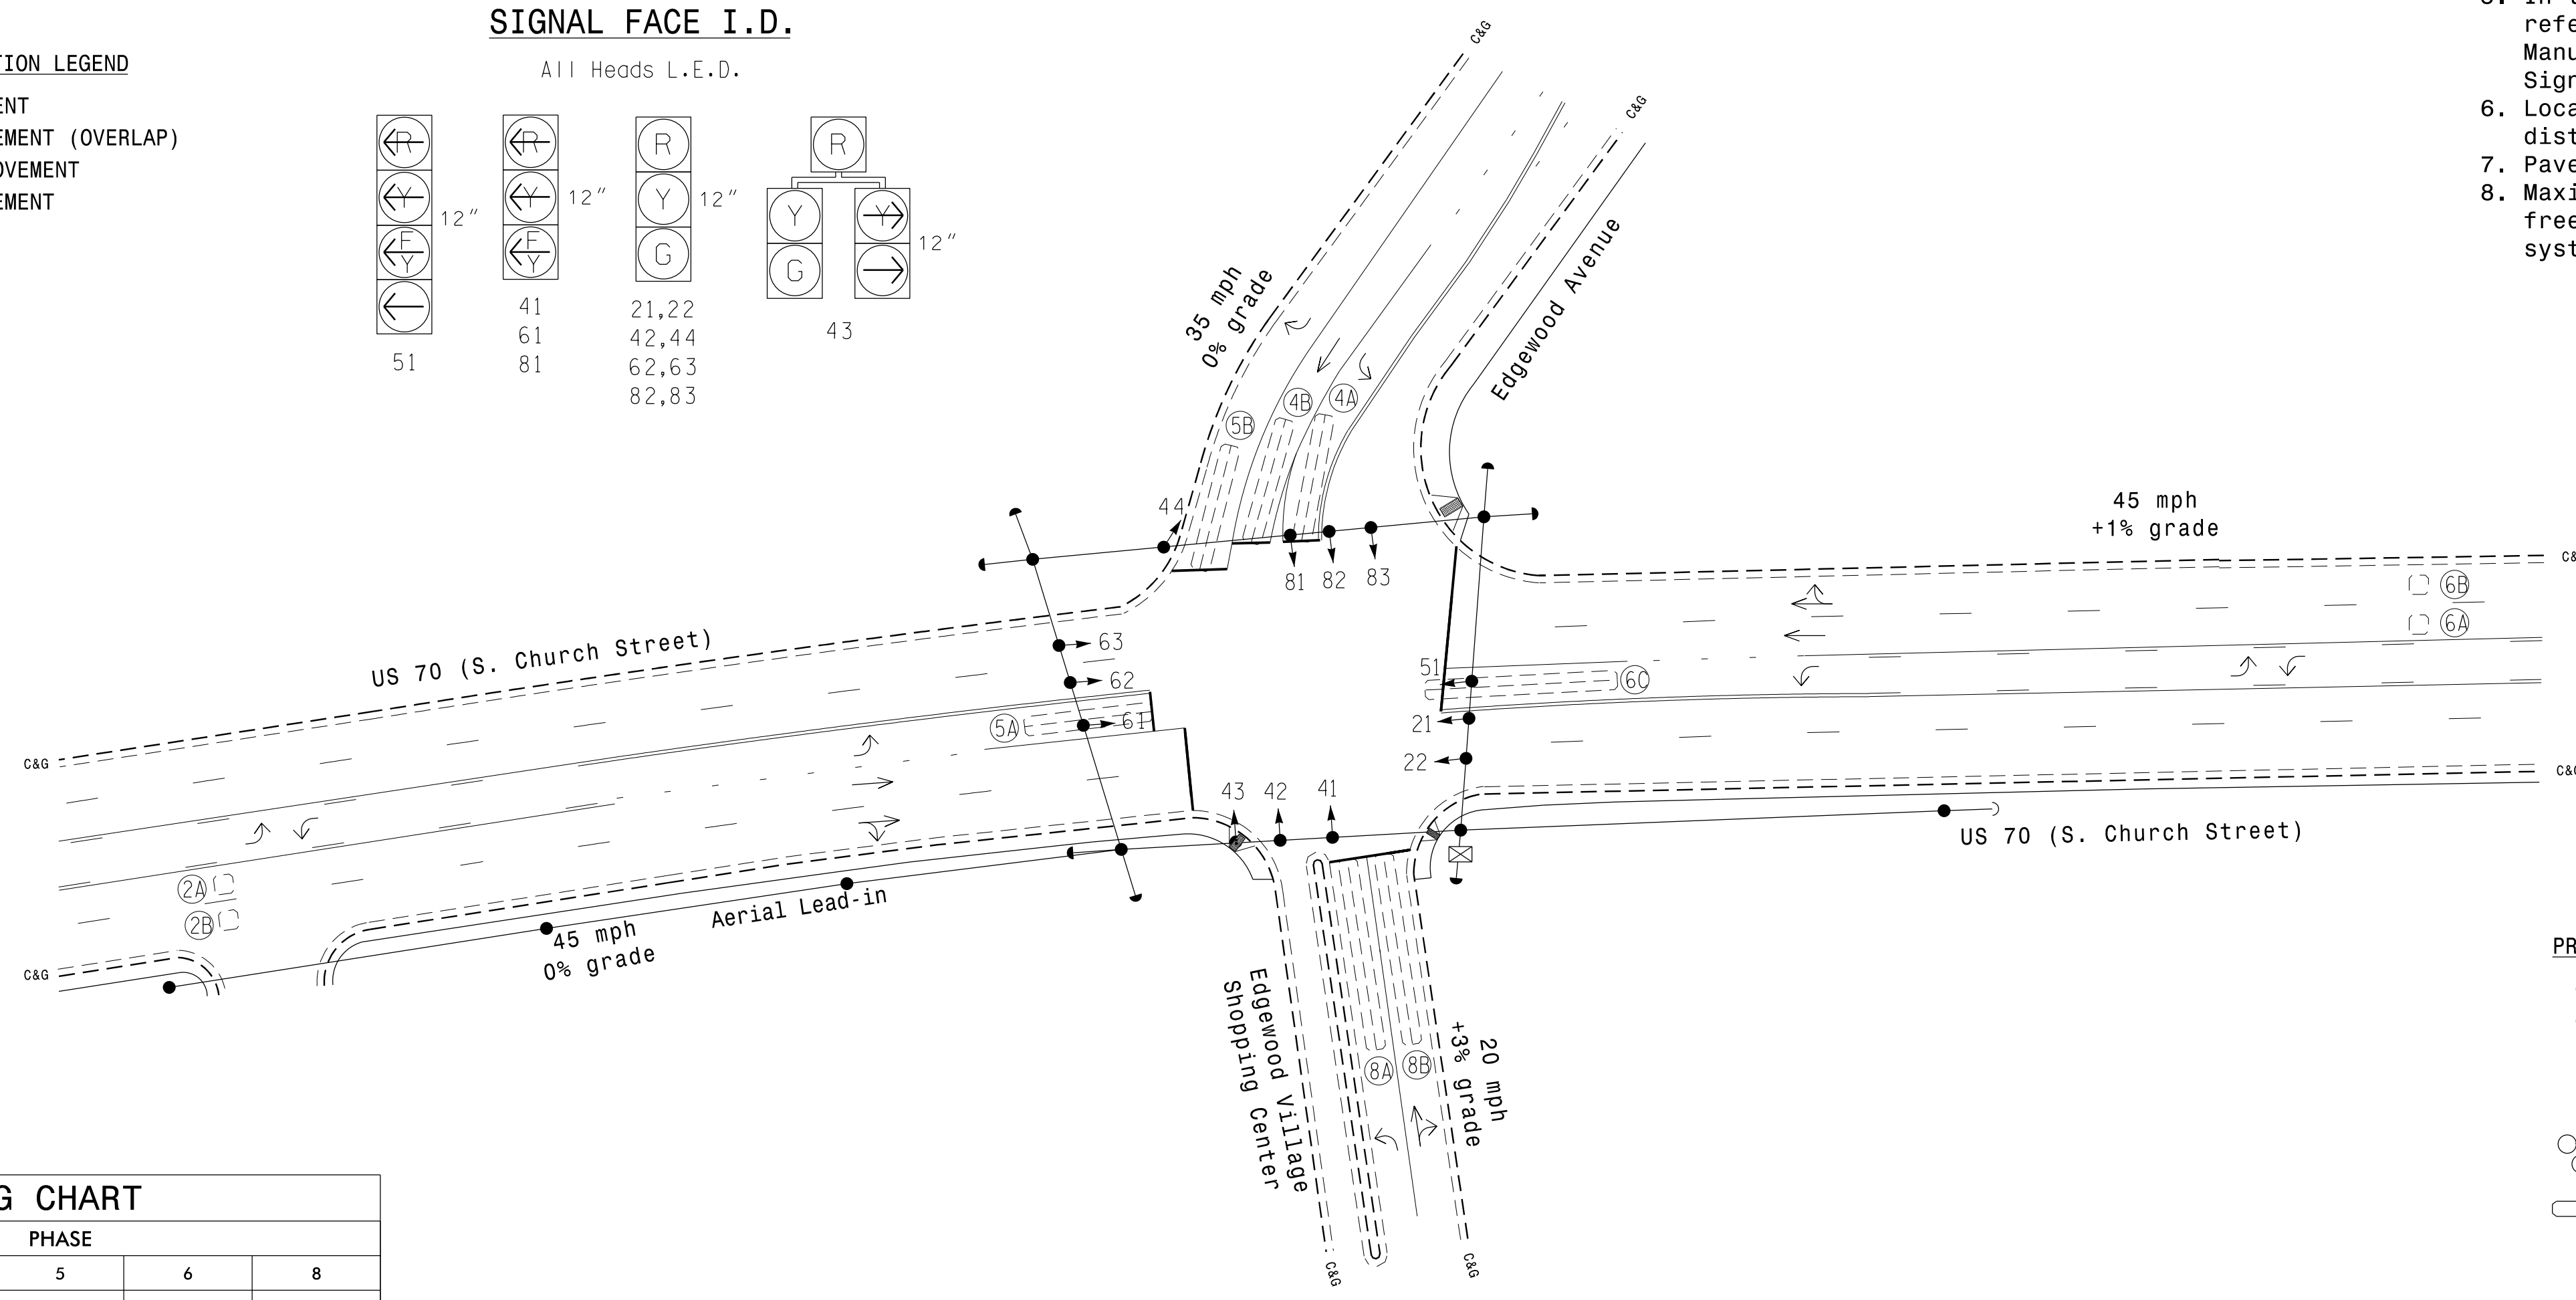 SIGNAL FACE I.D.
All Heads L.E.D.
TION LEGEND
EMENT (OVERLAP)
OVEMENT
EMENT
R
Y
F
Y
12"
51
R
Y
F
Y
12"
41
61
81
R
Y
G
12"
21,22
42,44
62,63
82,83
R
Y
Y
G
12"
43
refe
Manu
Sign
6. Loca
dist
7. Pave
8. Maxi
free
syst
C&G
C&G
Edgewood Avenue
35 mph
0% grade
5B
4B
4A
44
81
82
83
45 mph
+1% grade
6B
6A
6C
51
21
22
63
62
61
5A
US 70 (S. Church Street)
C&G
2A
2B
C&G
45 mph
0% grade
Aerial Lead-in
43
42
41
US 70 (S. Church Street)
Edgewood Village
Shopping Center
8A
8B
20 mph
+3% grade
C&G
C&G
G CHART
PHASE
5
6
8